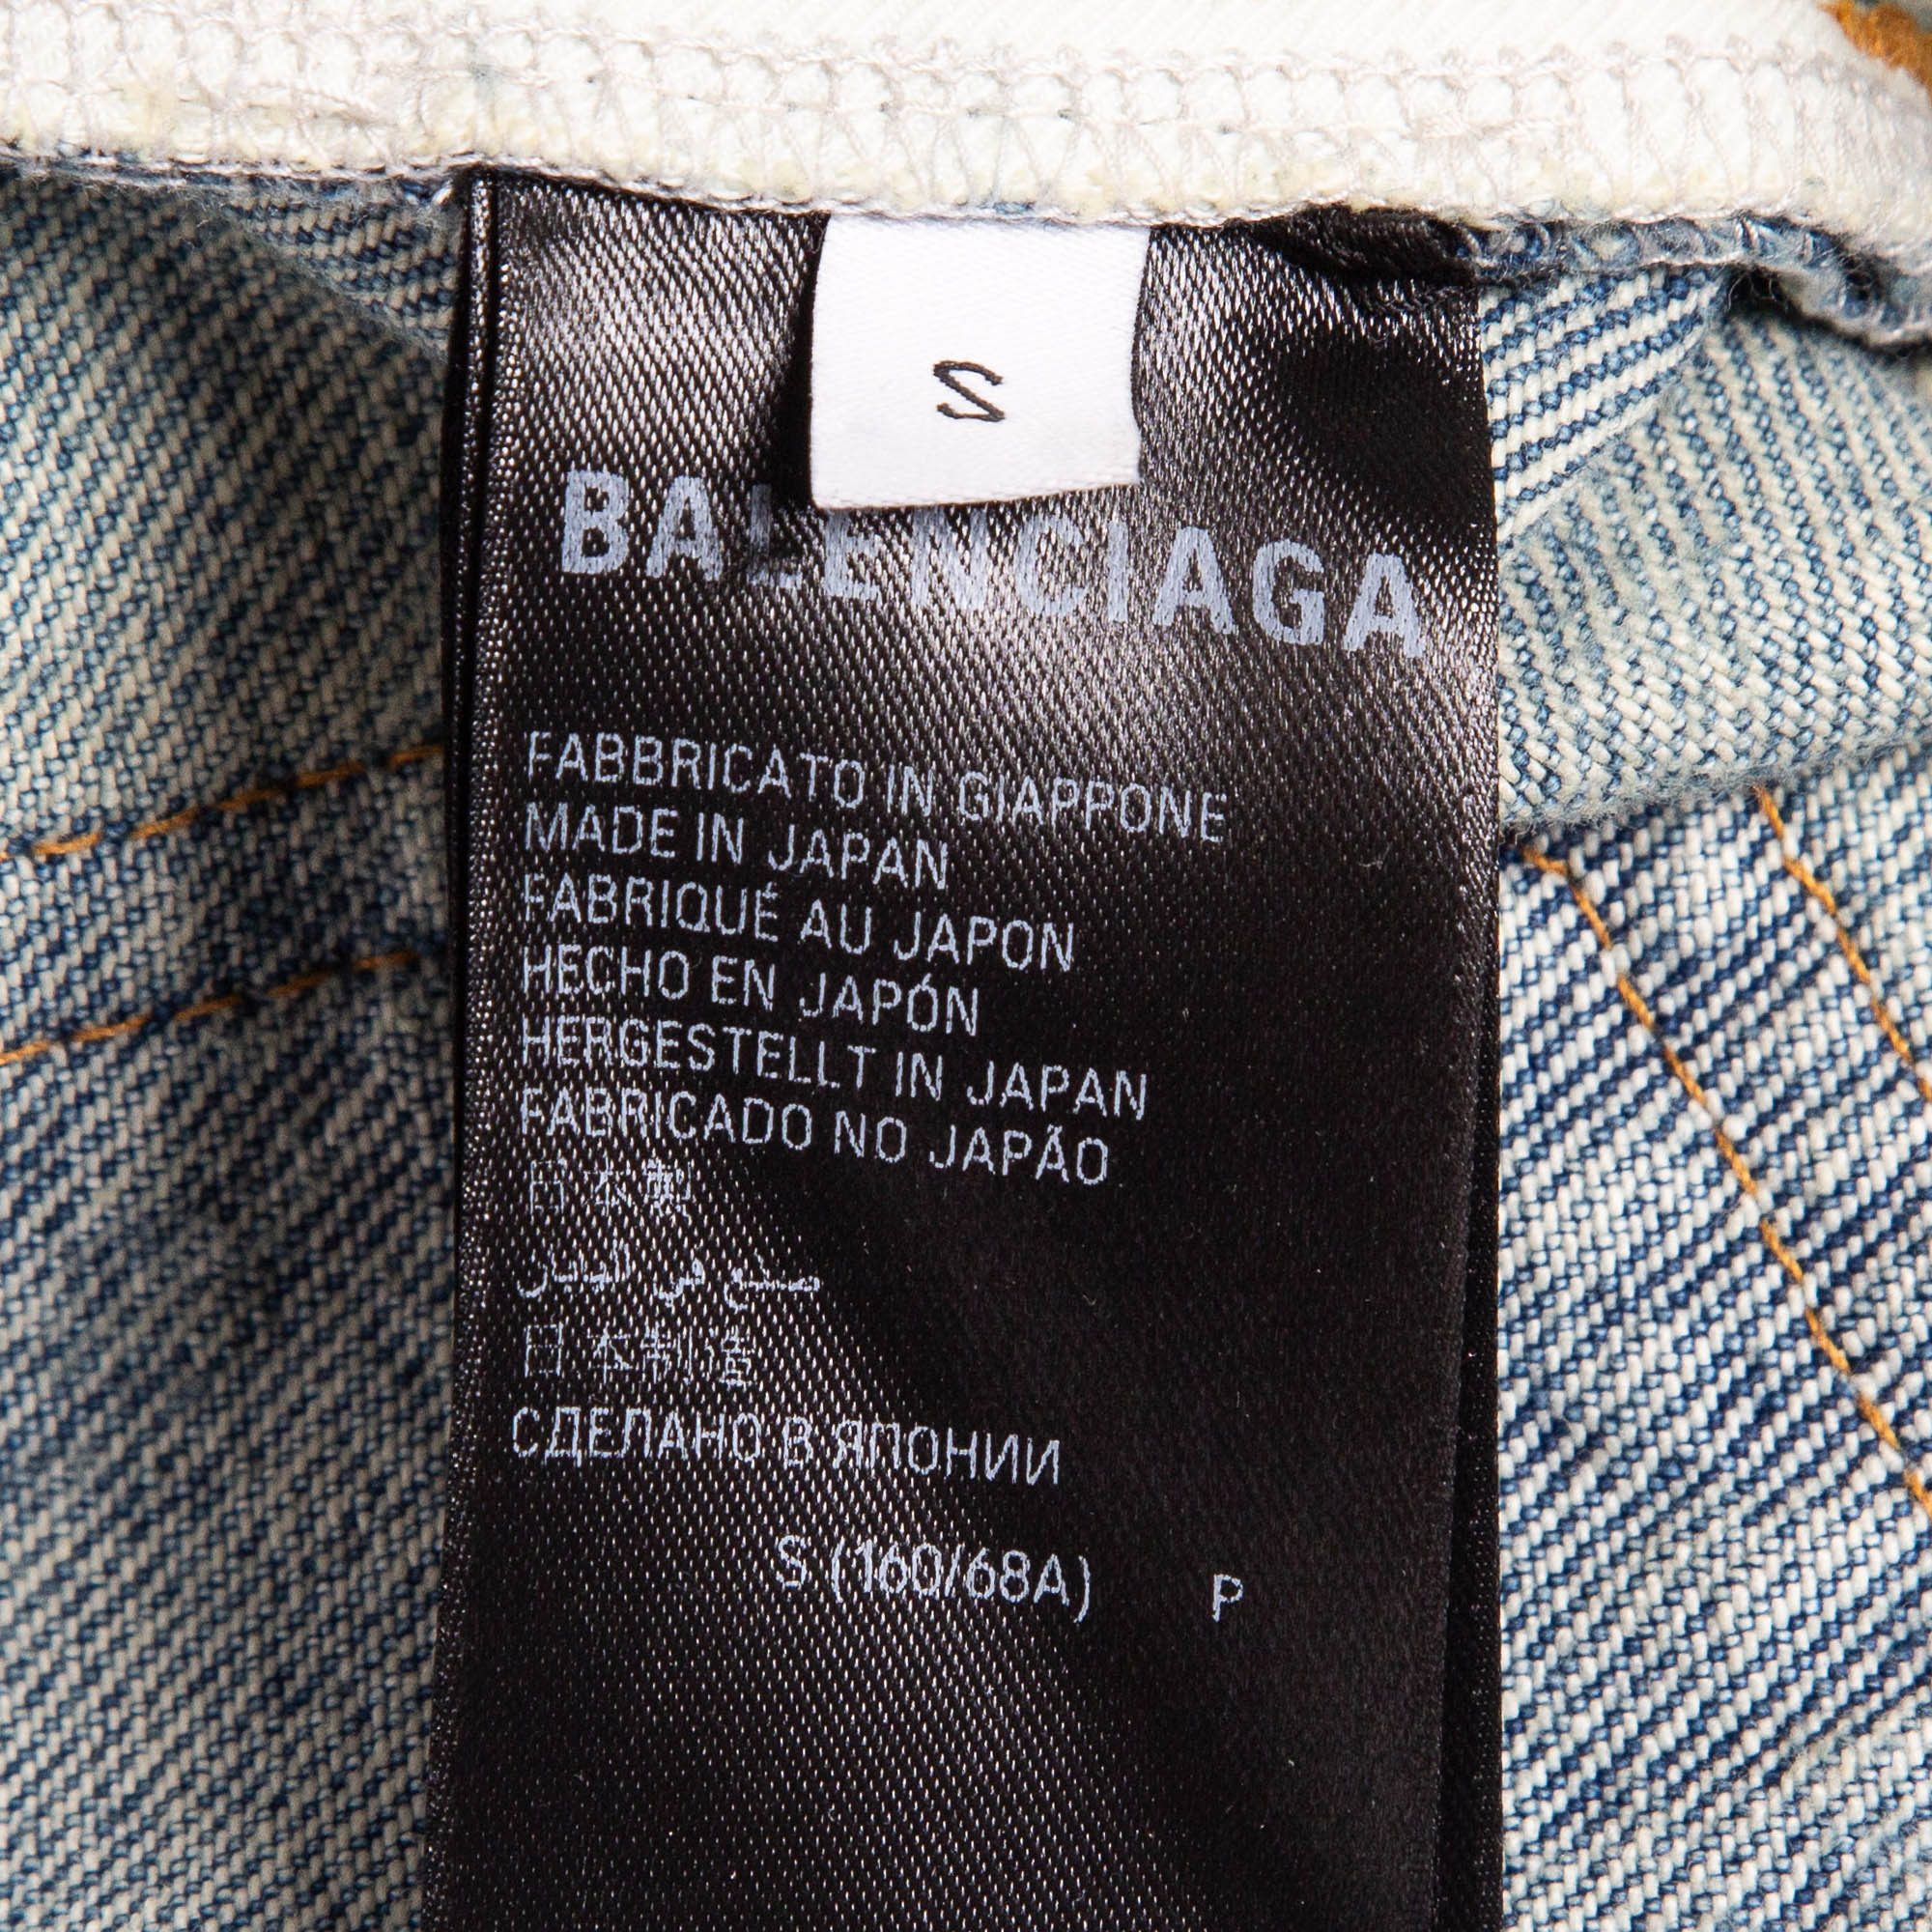 S
BALENCIAGA
FABBRICATO IN GIAPPONE
MADE IN JAPAN
FABRIQUÉ AU JAPON
HECHO EN JAPÓN
HERGESTELLT IN JAPAN
FABRICADO NO JAPÃO
日本製
صنع في اليابان
日本制造
СДЕЛАНО В ЯПОНИИ
S (160/68A) P